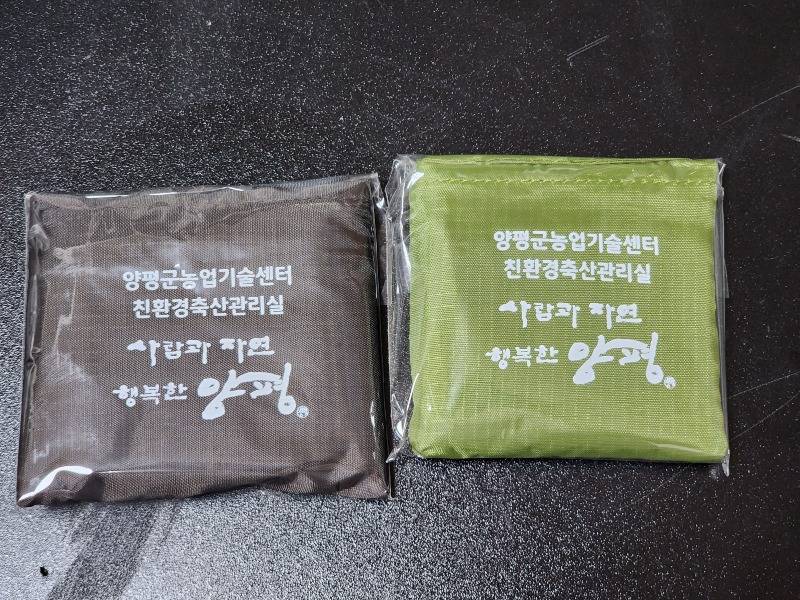 양평군농업기술센터
친환경축산관리실
사람과 자연
행복한 양평
양평군농업기술센터
친환경축산관리실
사람과 자연
행복한 양평